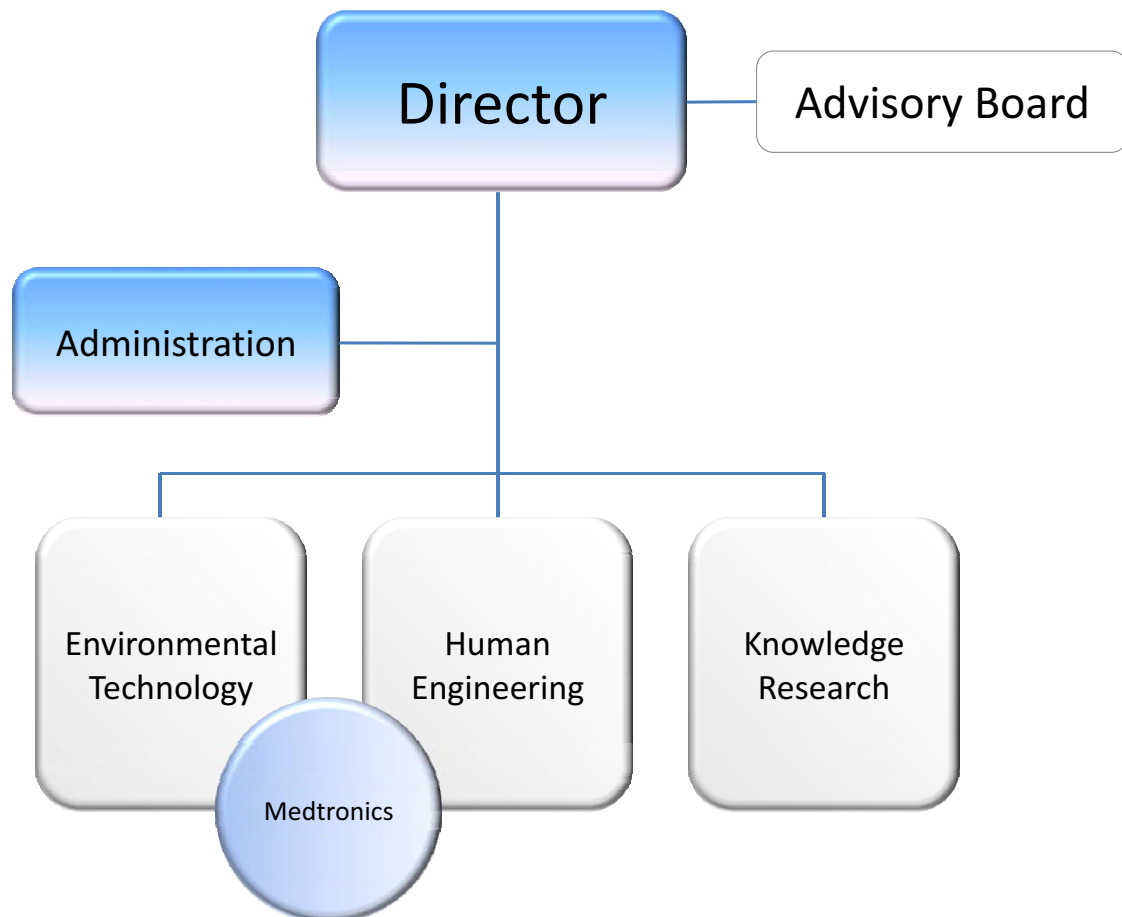 Director
Advisory Board
Administration
Environmental
Technology
Human
Engineering
Knowledge
Research
Medtronics